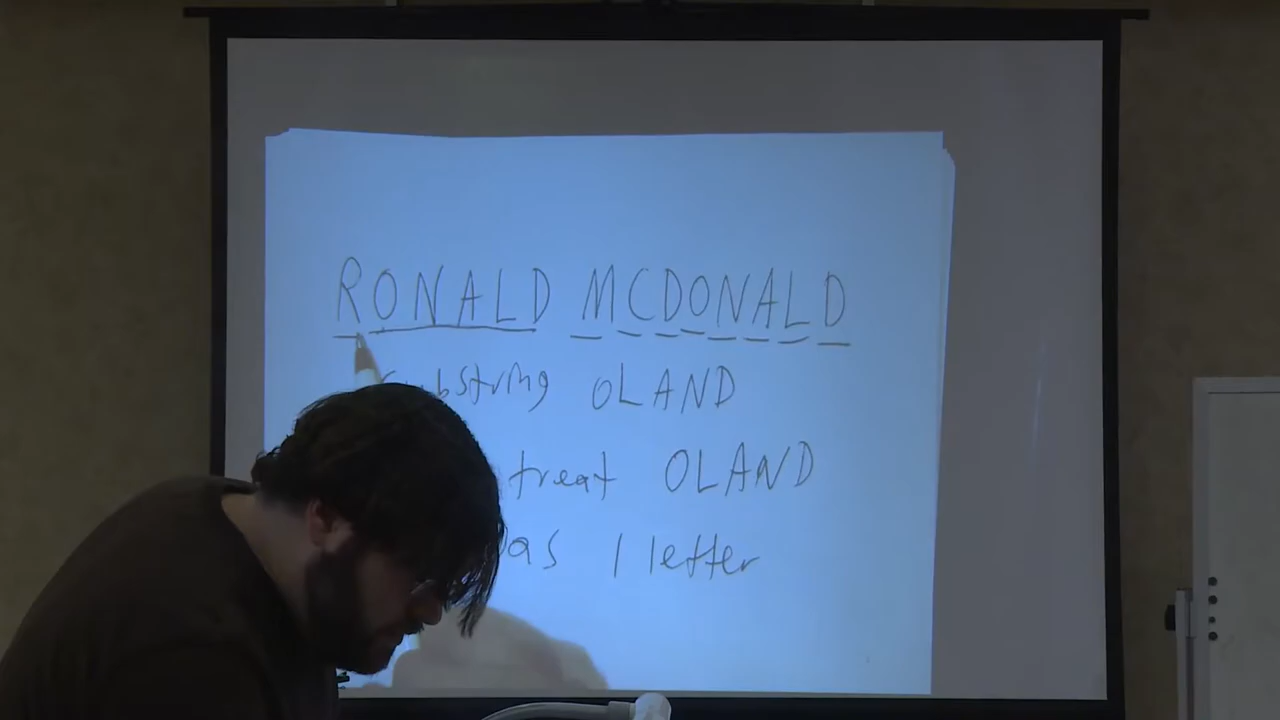 RONALD MCDONALD
substring OLAND
treat OLAND
as 1 letter